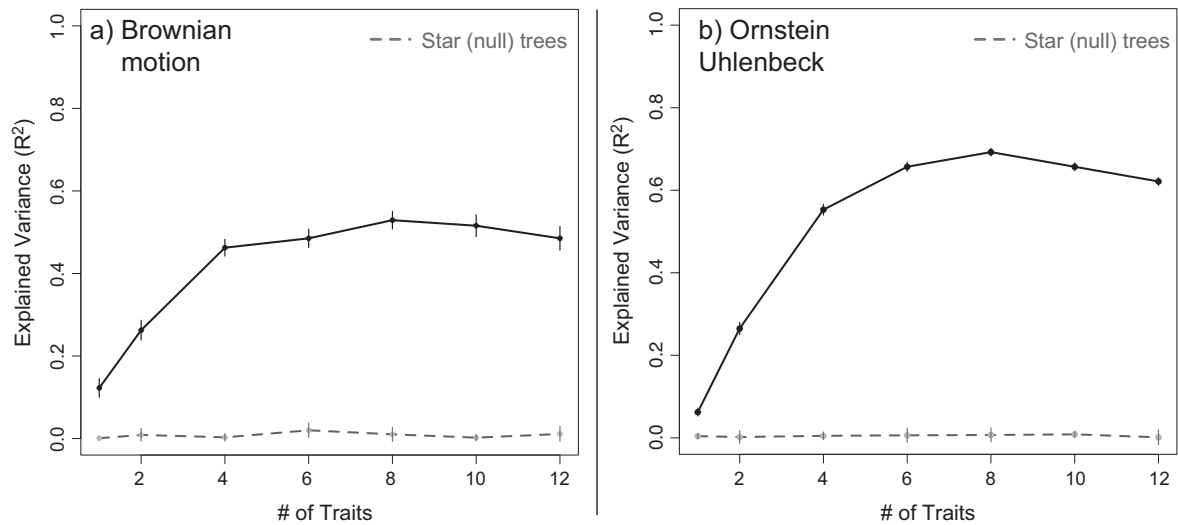 a) Brownian
motion
Star (null) trees
Explained Variance (R²)
1.0
0.8
0.6
0.4
0.2
0.0
2 4 6 8 10 12
# of Traits
b) Ornstein
Uhlenbeck
Star (null) trees
Explained Variance (R²)
1.0
0.8
0.6
0.4
0.2
0.0
2 4 6 8 10 12
# of Traits